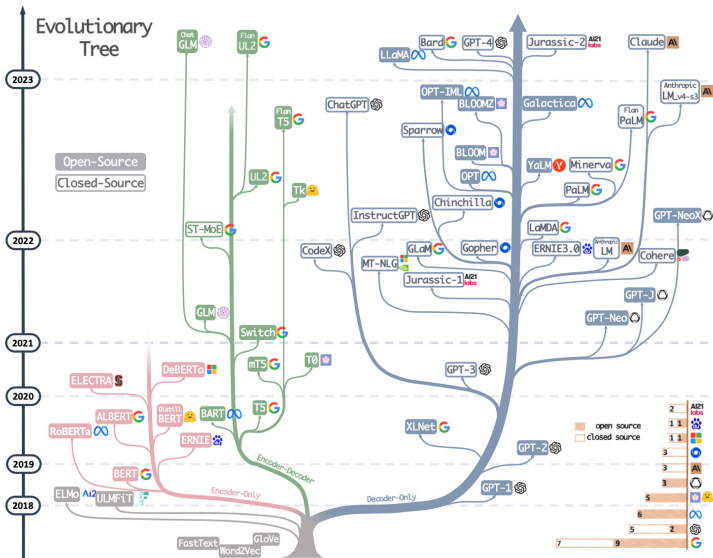 Evolutionary
Tree
Open-Source
Closed-Source
2023
2022
2021
2020
2019
2018
Chat
GLM
Flan
UL2
Flan
T5
UL2
Tk
ST-MoE
GLM
Switch
mT5
T0
BART
T5
Encoder-Decoder
DeBERTa
ELECTRA
ALBERT
Distill
BERT
RoBERTa
ERNIE
BERT
Encoder-Only
ELMo
Ai2
ULMFiT
FastText
Word2Vec
GloVe
Decoder-Only
Bard
GPT-4
Jurassic-2
AI21
labs
Claude
LLaMA
Anthropic
LM_v4-s3
ChatGPT
OPT-IML
BLOOMZ
Galactica
Flan
PaLM
Sparrow
BLOOM
YaLM
Minerva
OPT
PaLM
Chinchilla
InstructGPT
GPT-NeoX
LaMDA
CodeX
GLaM
Gopher
ERNIE3.0
Anthropic
LM
Cohere
MT-NLG
Jurassic-1
AI21
labs
GPT-J
GPT-Neo
GPT-3
XLNet
GPT-2
GPT-1
open source
closed source
2
AI21
labs
1 1
1 1
3
3
3
5
6
5 2
7 9